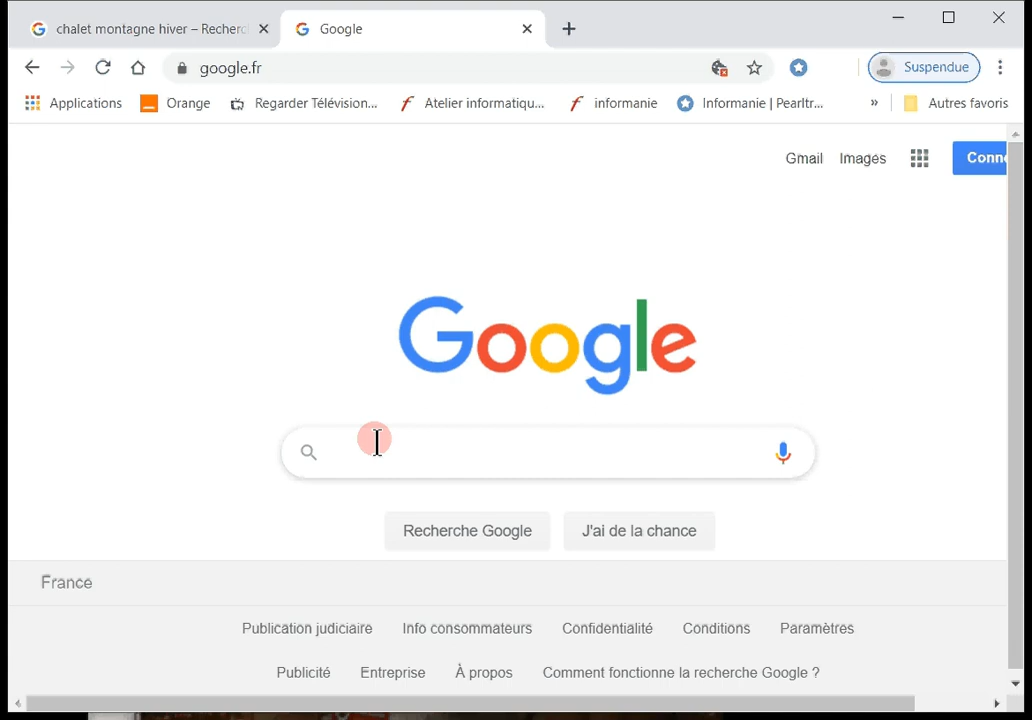 chalet montagne hiver – Recherc
Google
google.fr
Suspendue
Applications
Orange
Regarder Télévision...
Atelier informatiqu...
informanie
Informanie | Pearltr...
»
Autres favoris
Gmail
Images
Conne
Google
Recherche Google
J'ai de la chance
France
Publication judiciaire
Info consommateurs
Confidentialité
Conditions
Paramètres
Publicité
Entreprise
À propos
Comment fonctionne la recherche Google ?